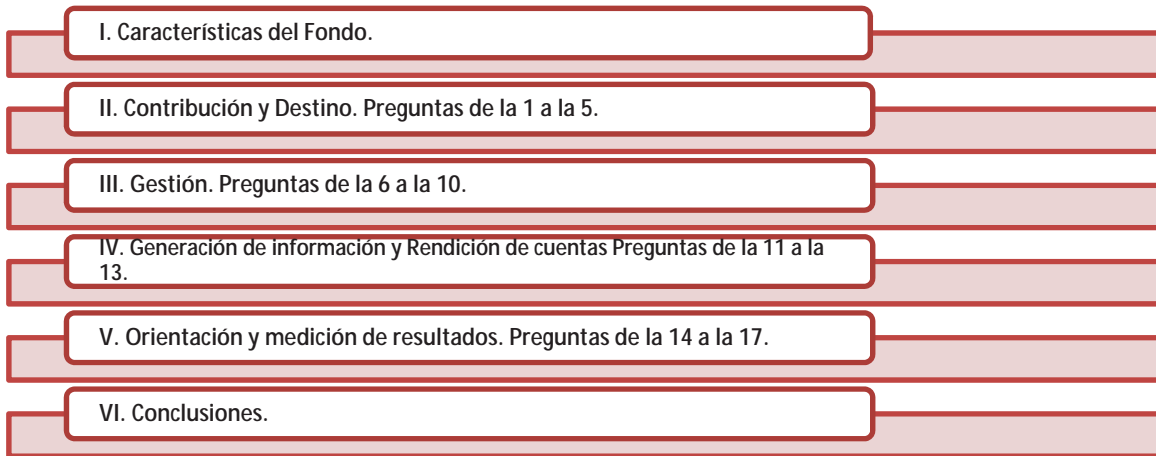 I. Características del Fondo.
II. Contribución y Destino. Preguntas de la 1 a la 5.
III. Gestión. Preguntas de la 6 a la 10.
IV. Generación de información y Rendición de cuentas Preguntas de la 11 a la
13.
V. Orientación y medición de resultados. Preguntas de la 14 a la 17.
VI. Conclusiones.